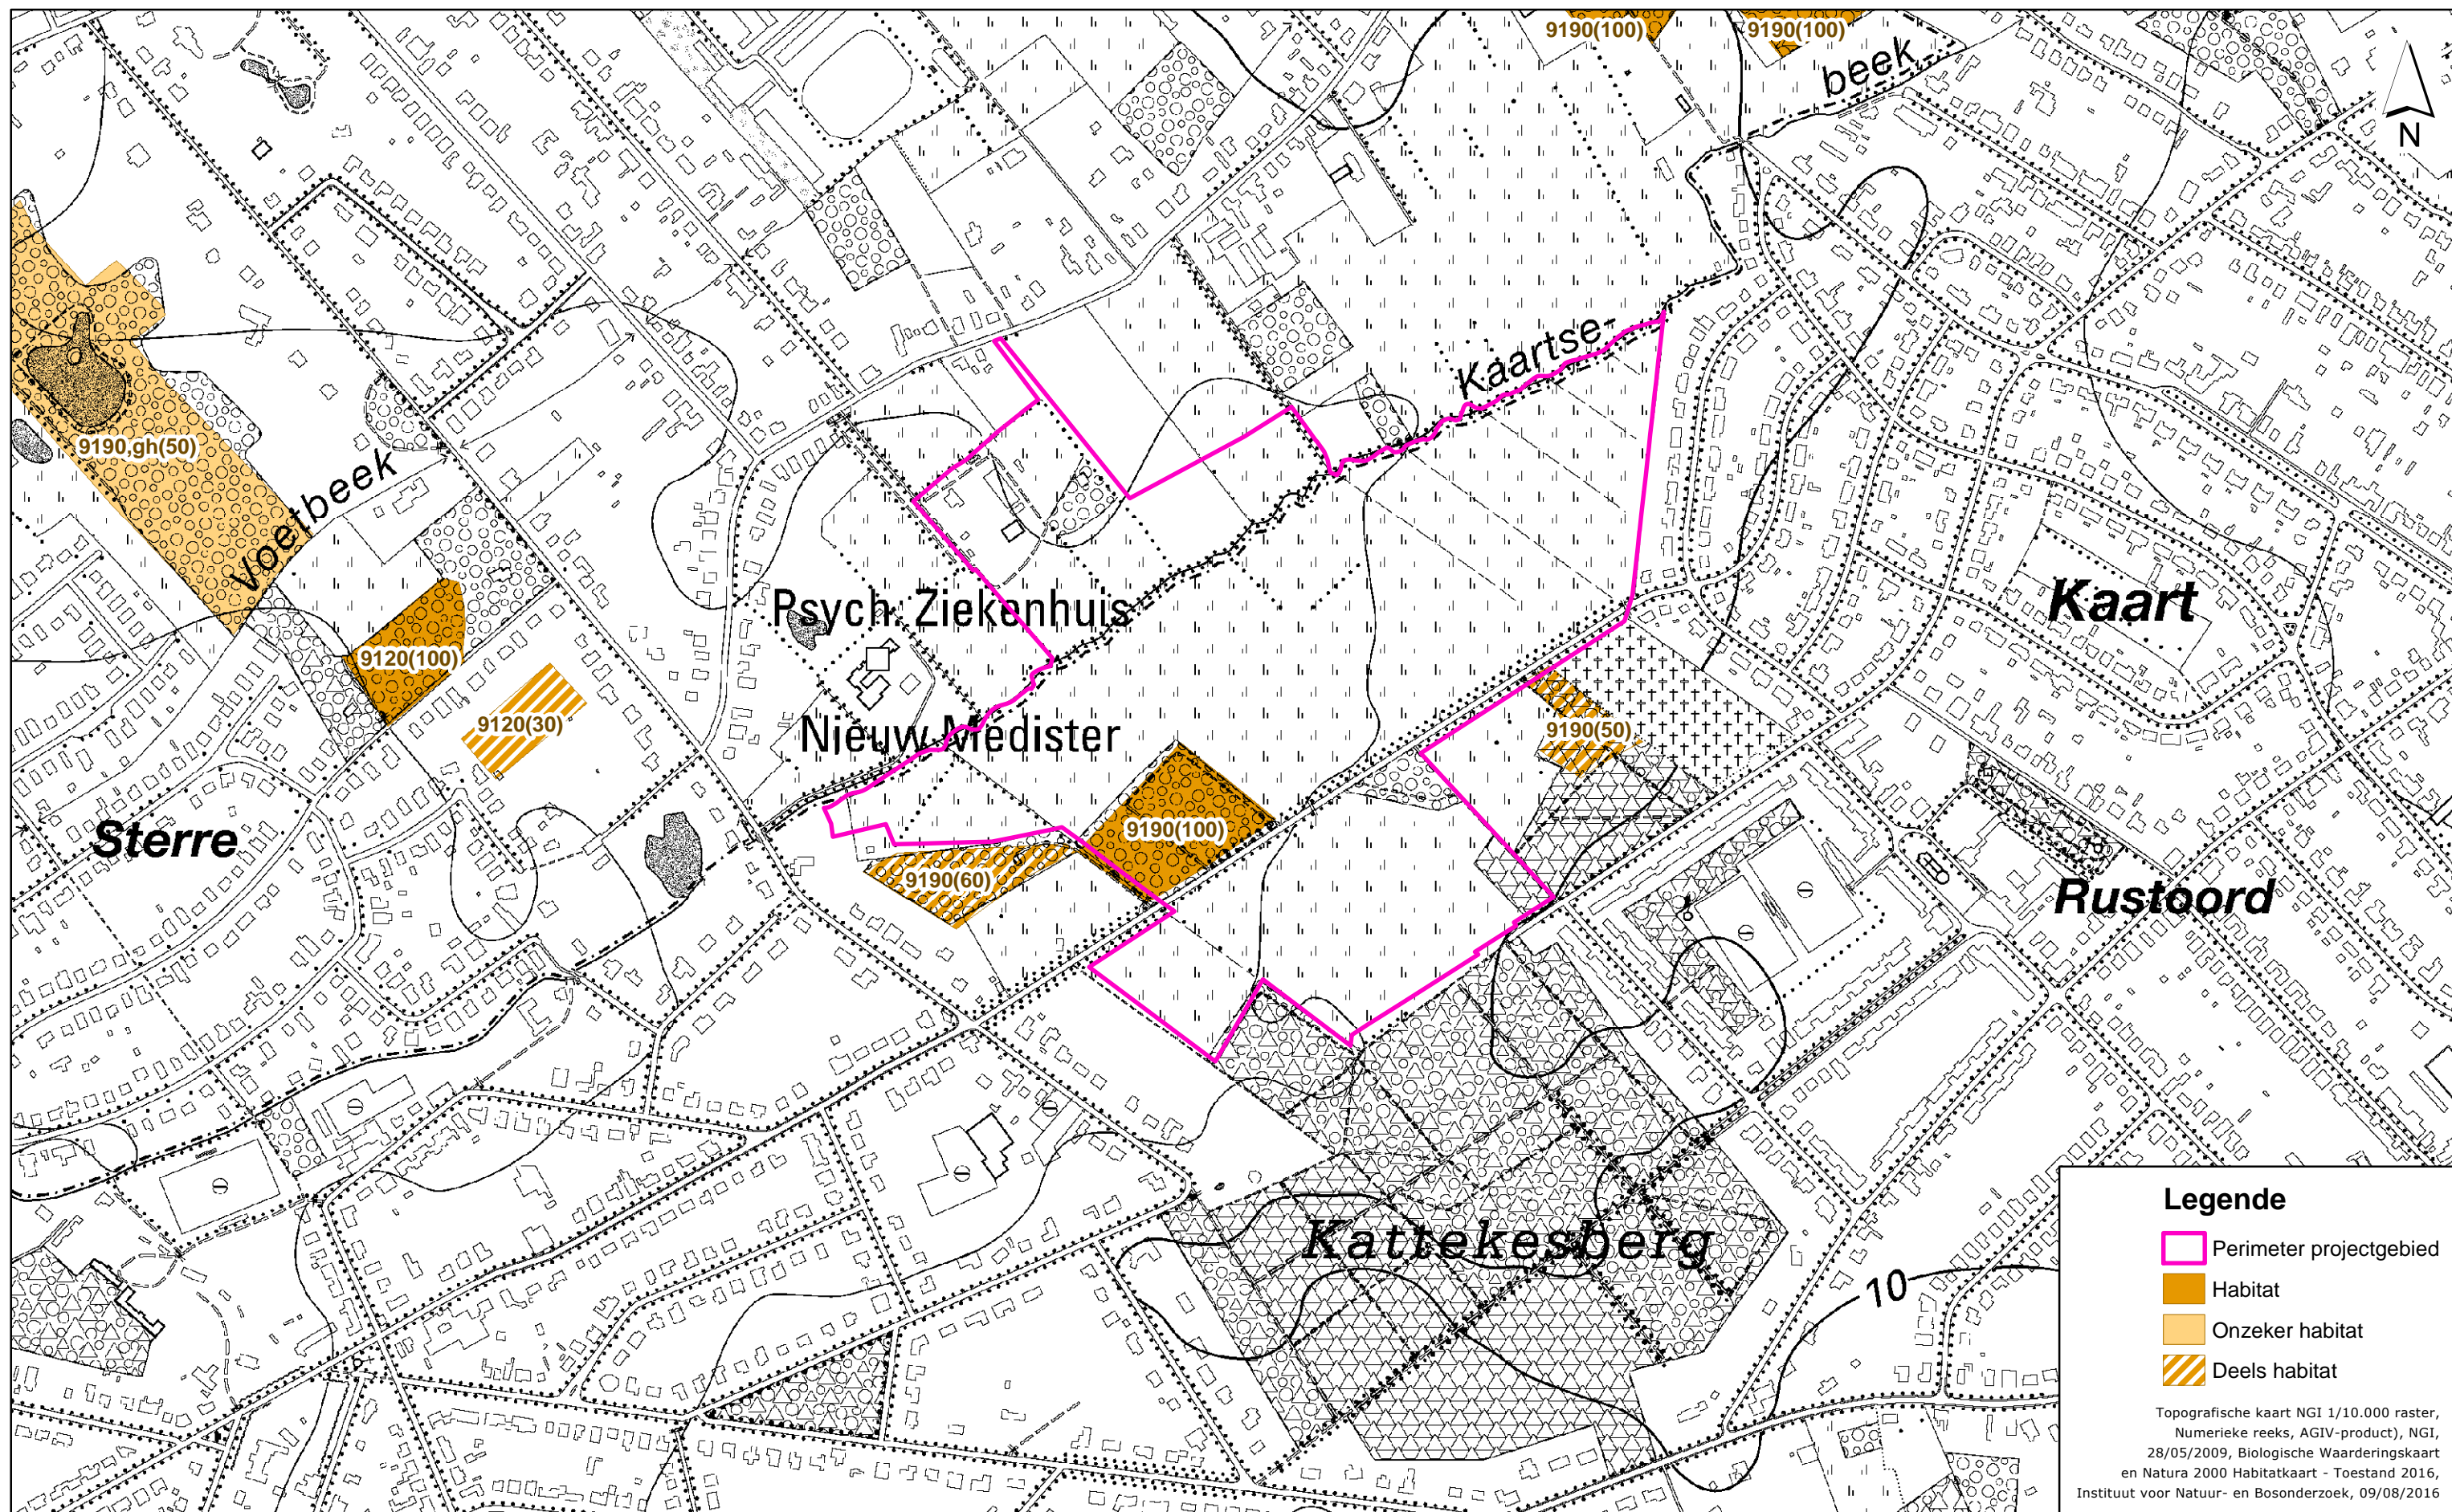 9190(100)
9190(100)
beek
N
Kaartse-
9190,gh(50)
Voetbeek
Psych. Ziekenhuis
Kaart
9120(100)
9120(30)
Nieuw Medister
9190(50)
Sterre
9190(100)
9190(60)
Rustoord
Kattekesberg
10
Legende
Perimeter projectgebied
Habitat
Onzeker habitat
Deels habitat
Topografische kaart NGI 1/10.000 raster,
Numerieke reeks, AGIV-product), NGI,
28/05/2009, Biologische Waarderingskaart
en Natura 2000 Habitatkaart - Toestand 2016,
Instituut voor Natuur- en Bosonderzoek, 09/08/2016